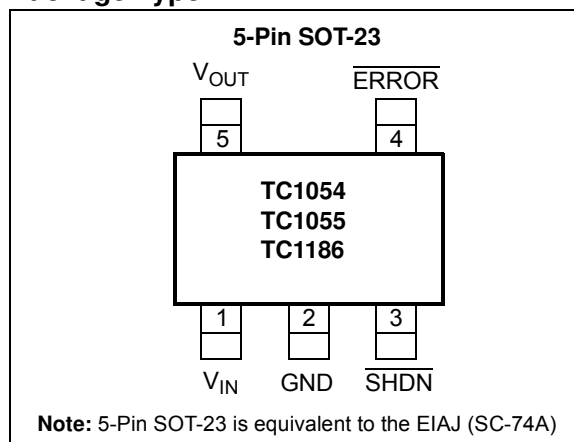 5-Pin SOT-23
VOUT ERROR
5 4
TC1054
TC1055
TC1186
1 2 3
VIN GND SHDN
Note: 5-Pin SOT-23 is equivalent to the EIAJ (SC-74A)